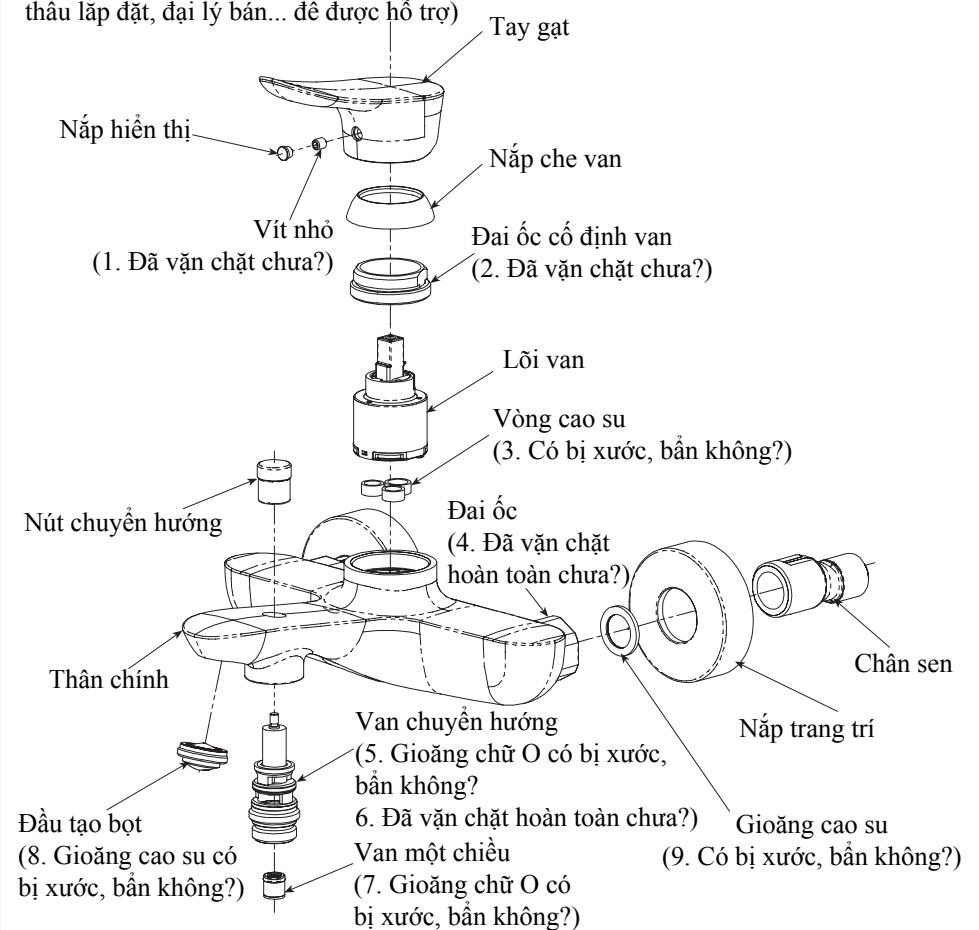 thầu lắp đặt, đại lý bán... để được hỗ trợ)
Tay gạt
Nắp hiển thị
Nắp che van
Vít nhỏ
(1. Đã vặn chặt chưa?)
Đai ốc cố định van
(2. Đã vặn chặt chưa?)
Lõi van
Vòng cao su
(3. Có bị xước, bẩn không?)
Nút chuyển hướng
Đai ốc
(4. Đã vặn chặt
hoàn toàn chưa?)
Chân sen
Thân chính
Nắp trang trí
Van chuyển hướng
(5. Gioăng chữ O có bị xước,
bẩn không?
6. Đã vặn chặt hoàn toàn chưa?)
Đầu tạo bọt
(8. Gioăng cao su có
bị xước, bẩn không?)
Gioăng cao su
(9. Có bị xước, bẩn không?)
Van một chiều
(7. Gioăng chữ O có
bị xước, bẩn không?)